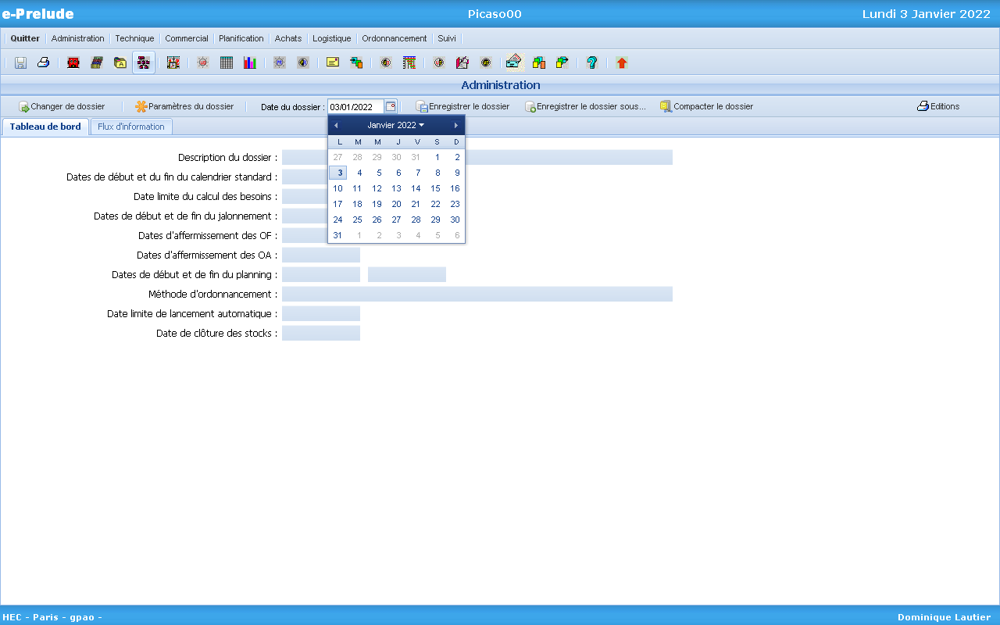 e-Prelude Picaso00 Lundi 3 Janvier 2022
Quitter Administration Technique Commercial Planification Achats Logistique Ordonnancement Suivi
Administration
Changer de dossier Paramètres du dossier Date du dossier : 03/01/2022 Enregistrer le dossier Enregistrer le dossier sous... Compacter le dossier Editions
Tableau de bord Flux d'information
Janvier 2022
L M M J V S D
27 28 29 30 31 1 2
3 4 5 6 7 8 9
10 11 12 13 14 15 16
17 18 19 20 21 22 23
24 25 26 27 28 29 30
31 1 2 3 4 5 6
Description du dossier :
Dates de début et du fin du calendrier standard :
Date limite du calcul des besoins :
Dates de début et de fin du jalonnement :
Dates d'affermissement des OF :
Dates d'affermissement des OA :
Dates de début et de fin du planning :
Méthode d'ordonnancement :
Date limite de lancement automatique :
Date de clôture des stocks :
HEC - Paris - gpao - Dominique Lautier